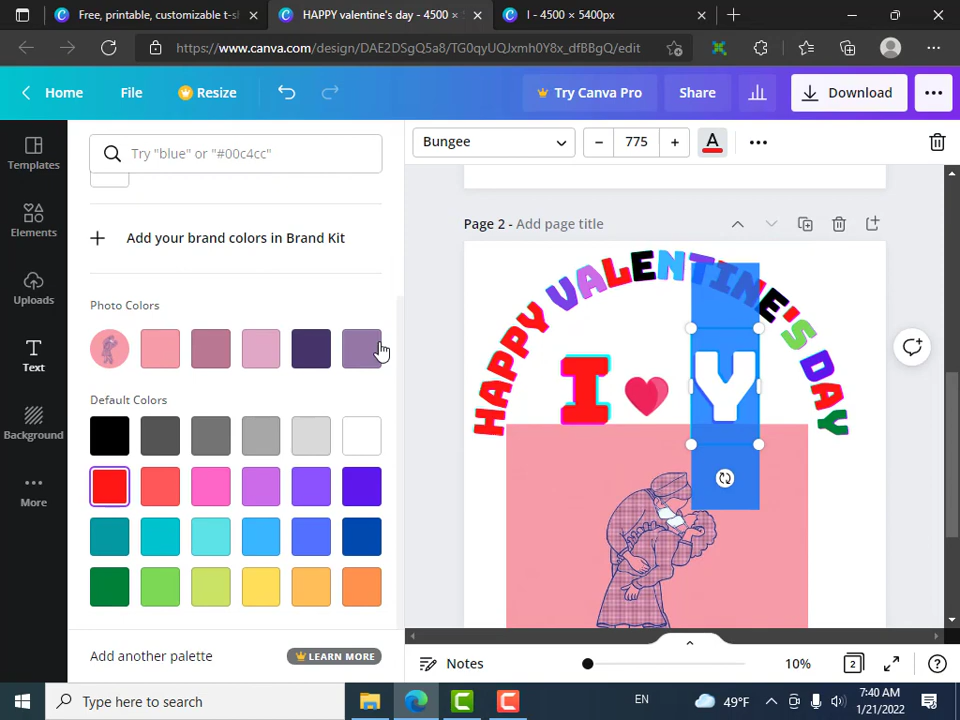 Free, printable, customizable t-sh
HAPPY valentine's day - 4500 ×
I - 4500 × 5400px
https://www.canva.com/design/DAE2DSgQ5a8/TG0qyUQJxmh0Y8x_dfBBgQ/edit
Home
File
Resize
Try Canva Pro
Share
Download
Templates
Elements
Uploads
Text
Background
More
Try "blue" or "#00c4cc"
Add your brand colors in Brand Kit
Photo Colors
Default Colors
Add another palette
LEARN MORE
Bungee
775
A
Page 2 - Add page title
HAPPY VALENTINE'S DAY
I
Y
Notes
10%
2
Type here to search
49°F
EN
7:40 AM
1/21/2022